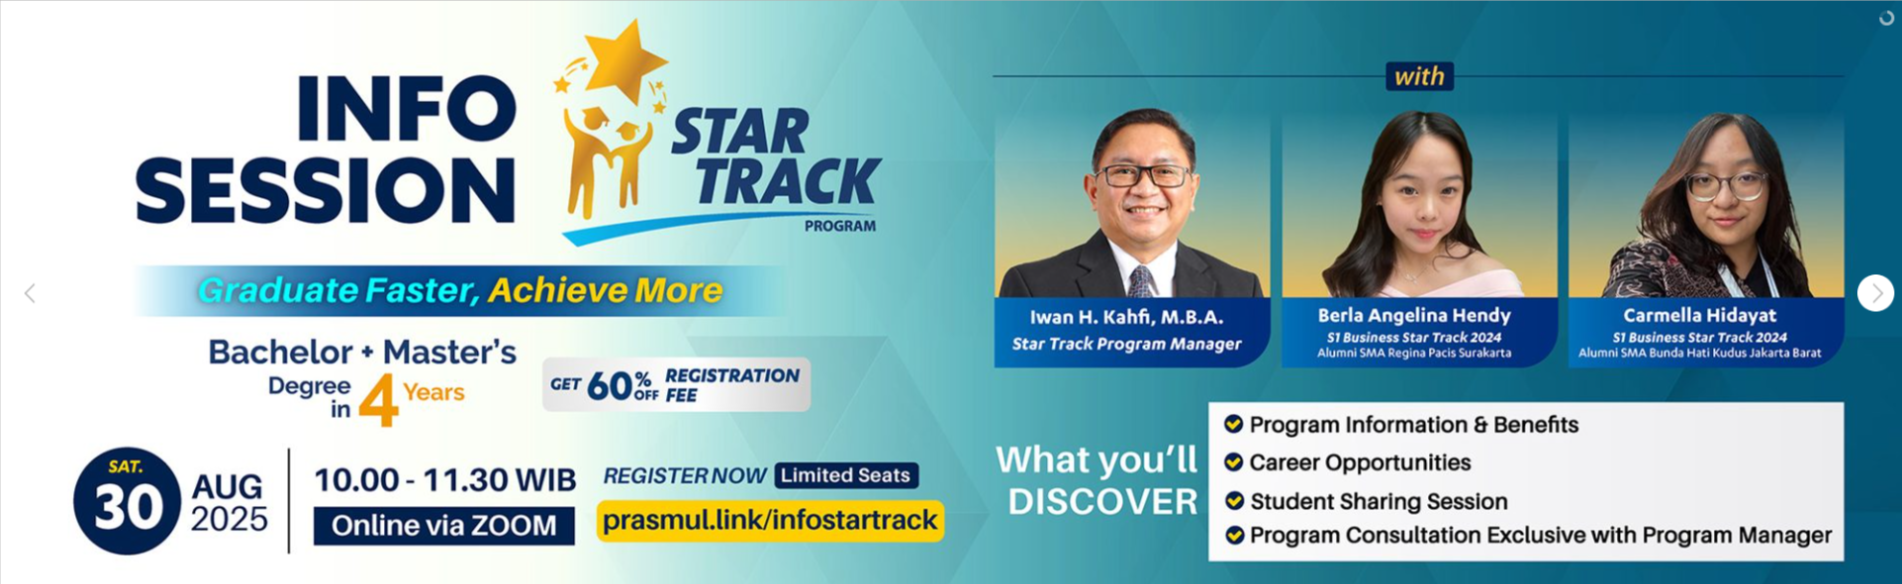 INFO
SESSION
STAR
TRACK
PROGRAM
Graduate Faster, Achieve More
Bachelor + Master's
Degree
in 4 Years
GET 60% OFF REGISTRATION FEE
SAT.
30
AUG
2025
10.00 - 11.30 WIB
Online via ZOOM
REGISTER NOW Limited Seats
prasmul.link/infostartrack
with
Iwan H. Kahfi, M.B.A.
Star Track Program Manager
Berla Angelina Hendy
S1 Business Star Track 2024
Alumni SMA Regina Pacis Surakarta
Carmella Hidayat
S1 Business Star Track 2024
Alumni SMA Bunda Hati Kudus Jakarta Barat
What you'll
DISCOVER
Program Information & Benefits
Career Opportunities
Student Sharing Session
Program Consultation Exclusive with Program Manager